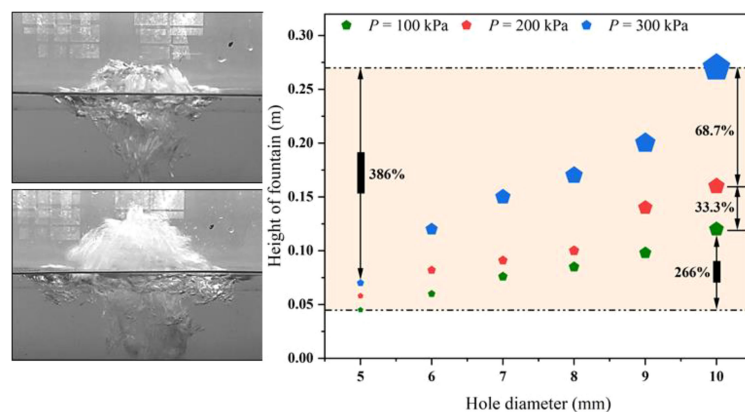 P = 100 kPa P = 200 kPa P = 300 kPa
0.30
0.25
0.20
0.15
0.10
0.05
0.00
Height of fountain (m)
386%
68.7%
33.3%
266%
5 6 7 8 9 10
Hole diameter (mm)